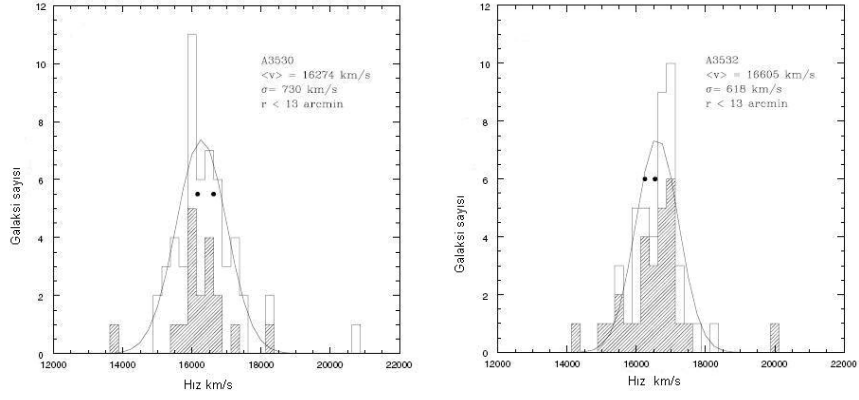 A3530
<v> = 16274 km/s
σ= 730 km/s
r < 13 arcmin
Galaksi sayısı
12
10
8
6
4
2
0
12000 14000 16000 18000 20000 22000
Hız km/s
A3532
<v> = 16605 km/s
σ= 618 km/s
r < 13 arcmin
Galaksi sayısı
12
10
8
6
4
2
0
12000 14000 16000 18000 20000 22000
Hız km/s